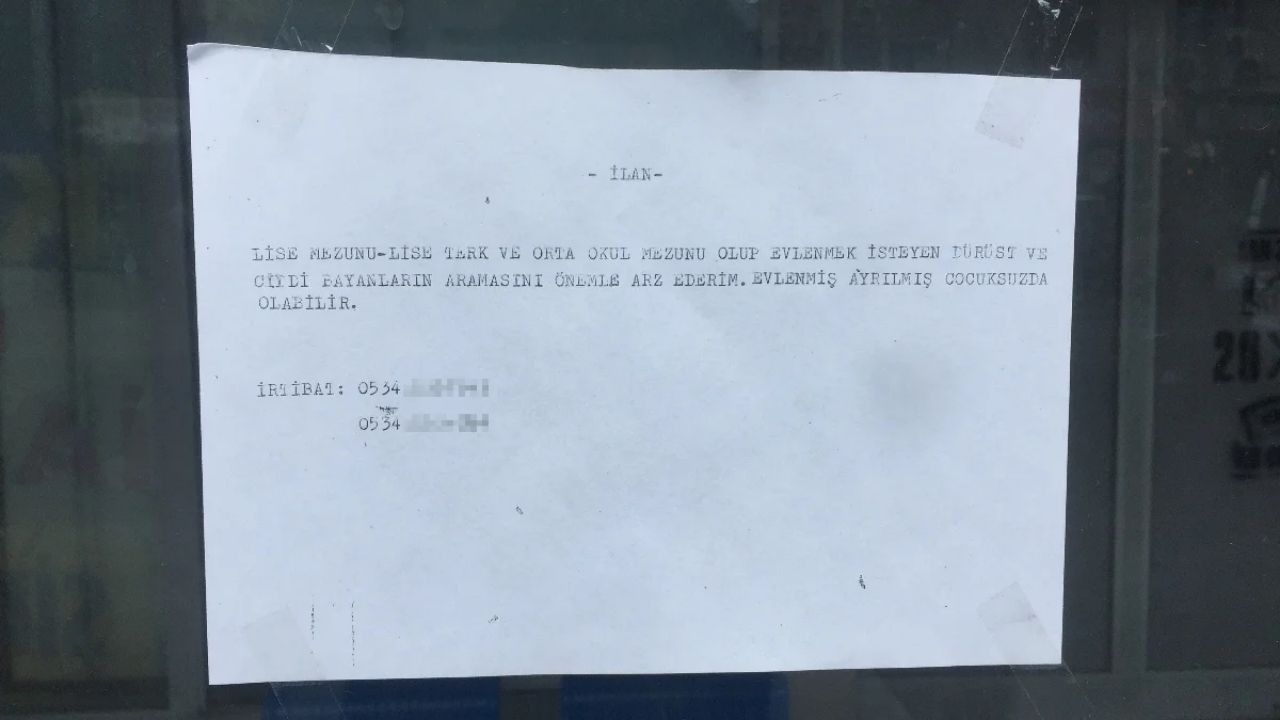 - İLAN-
LİSE MEZUNU-LİSE TERK VE ORTA OKUL MEZUNU OLUP EVLENMEK İSTEYEN DÜRÜST VE
CİDDİ BAYANLARIN ARAMASINI ÖNEMLE ARZ EDERİM.EVLENMİŞ AYRILMIŞ ÇOCUKSUZDA
OLABİLİR.
İRTİBAT: 0534
0534